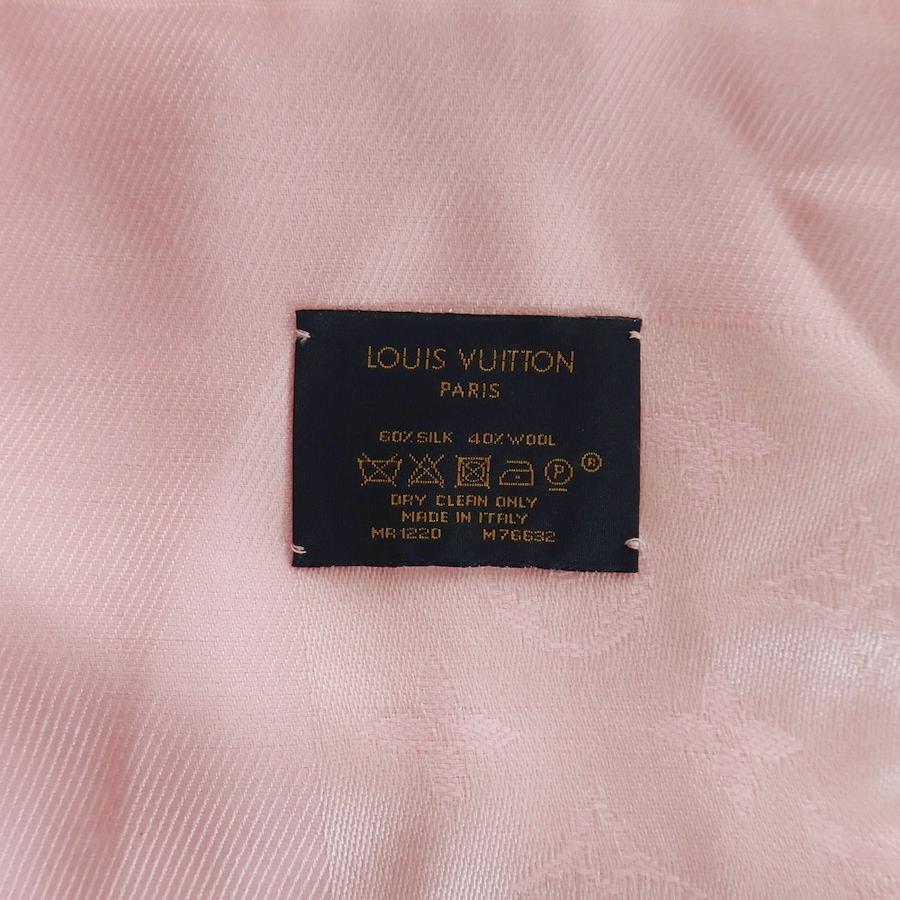 LOUIS VUITTON
PARIS
60% SILK 40% WOOL
P ®
DRY CLEAN ONLY
MADE IN ITALY
MR1220 M76632